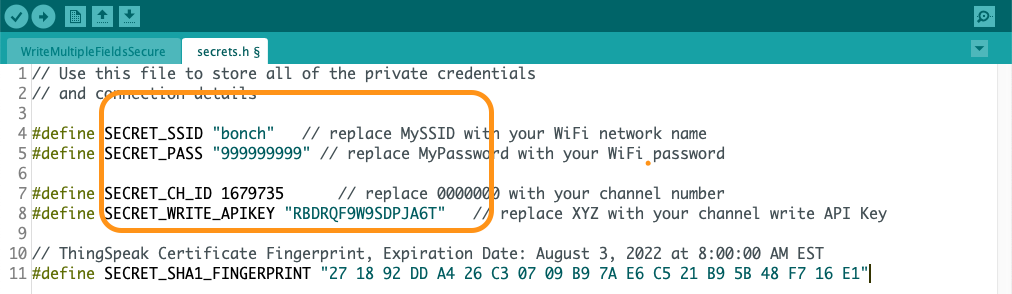 WriteMultipleFieldsSecure secrets.h §
1 // Use this file to store all of the private credentials
2 // and connection details
3
4 #define SECRET_SSID "bonch" // replace MySSID with your WiFi network name
5 #define SECRET_PASS "999999999" // replace MyPassword with your WiFi password
6
7 #define SECRET_CH_ID 1679735 // replace 0000000 with your channel number
8 #define SECRET_WRITE_APIKEY "RBDRQF9W9SDPJA6T" // replace XYZ with your channel write API Key
9
10 // ThingSpeak Certificate Fingerprint, Expiration Date: August 3, 2022 at 8:00:00 AM EST
11 #define SECRET_SHA1_FINGERPRINT "27 18 92 DD A4 26 C3 07 09 B9 7A E6 C5 21 B9 5B 48 F7 16 E1"